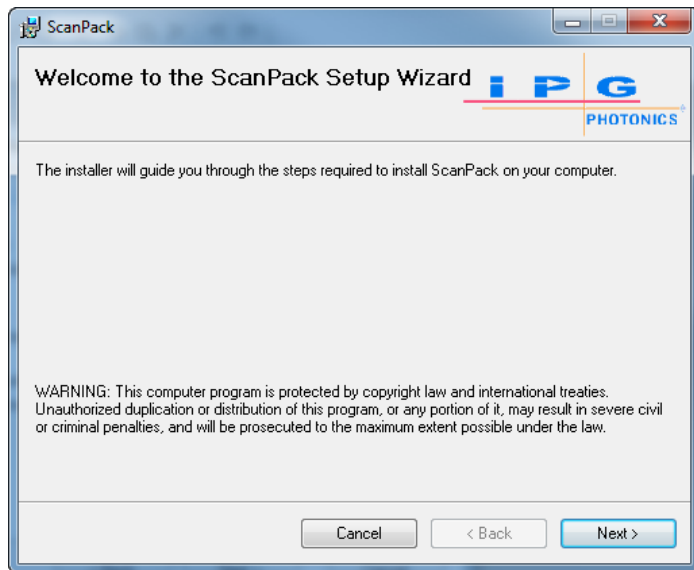 ScanPack
Welcome to the ScanPack Setup Wizard
IPG
PHOTONICS
The installer will guide you through the steps required to install ScanPack on your computer.
WARNING: This computer program is protected by copyright law and international treaties.
Unauthorized duplication or distribution of this program, or any portion of it, may result in severe civil
or criminal penalties, and will be prosecuted to the maximum extent possible under the law.
Cancel
< Back
Next >